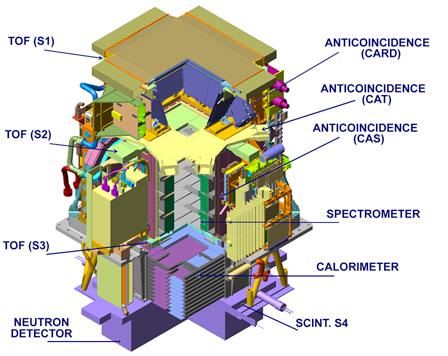 TOF (S1)
ANTICOINCIDENCE
(CARD)
ANTICOINCIDENCE
(CAT)
TOF (S2)
ANTICOINCIDENCE
(CAS)
SPECTROMETER
TOF (S3)
CALORIMETER
SCINT. S4
NEUTRON
DETECTOR